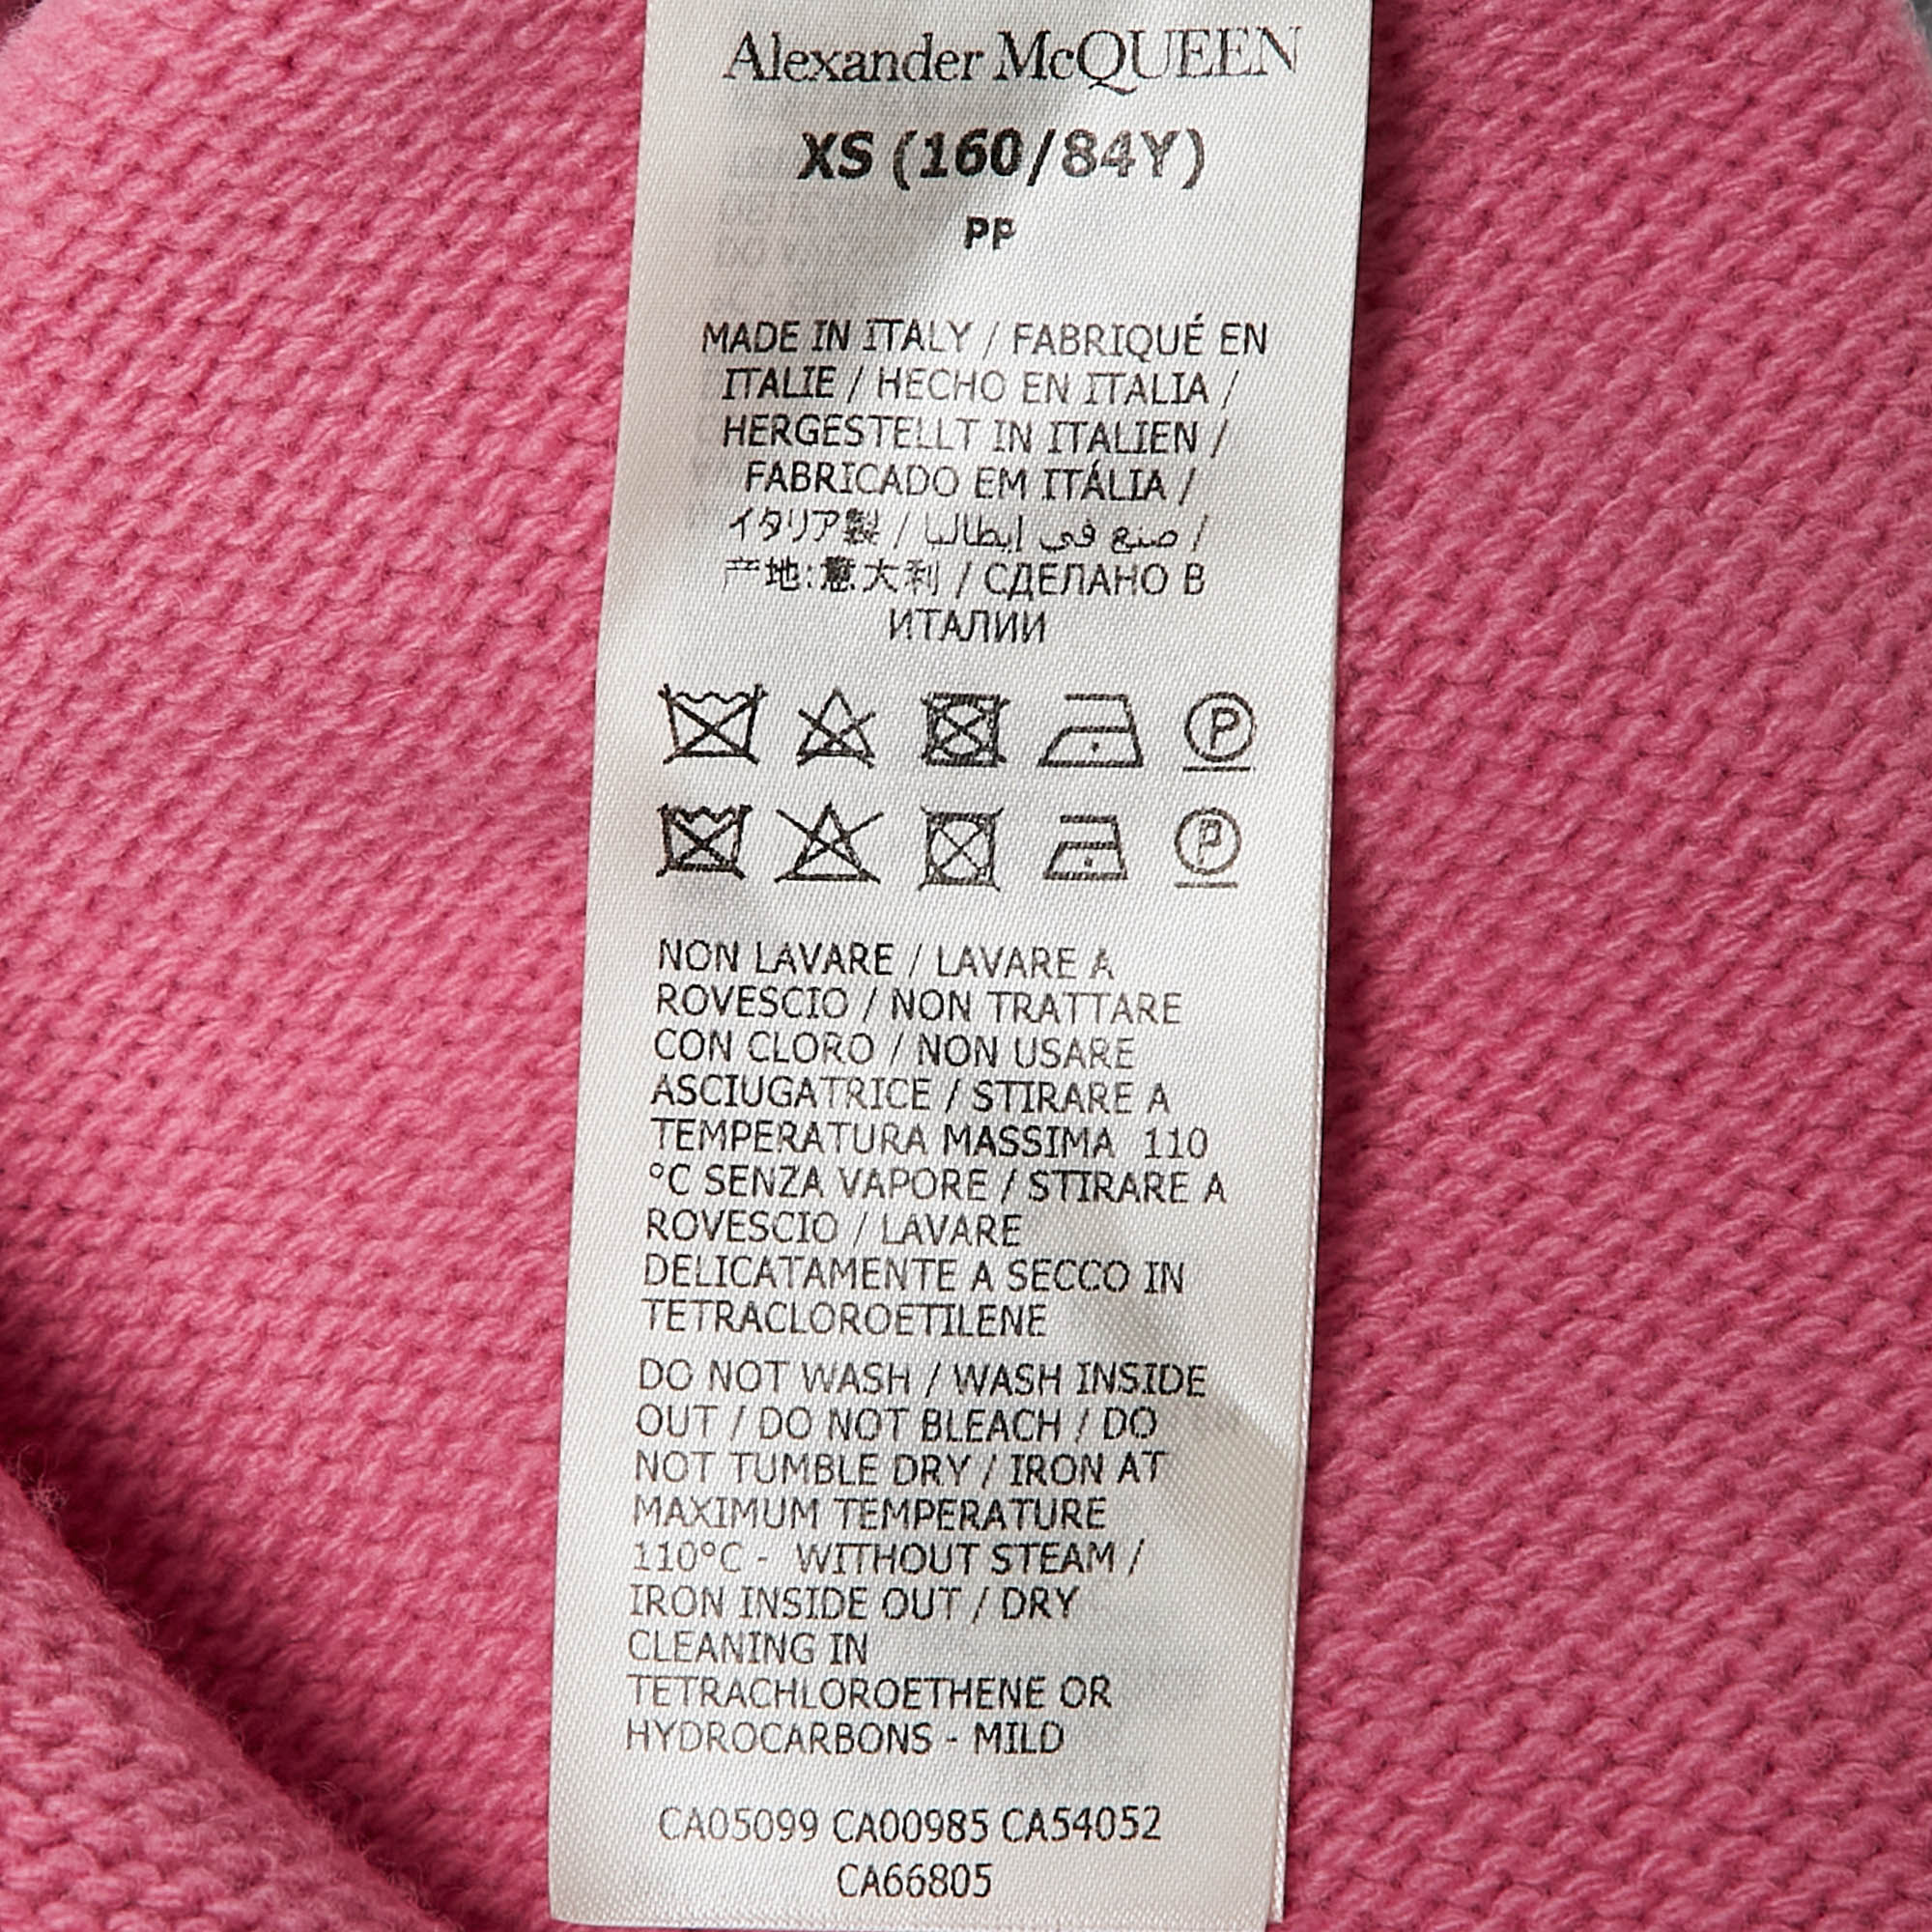 Alexander McQUEEN
XS (160/84Y)
PP
MADE IN ITALY / FABRIQUÉ EN
ITALIE / HECHO EN ITALIA /
HERGESTELLT IN ITALIEN /
FABRICADO EM ITÁLIA /
イタリア製 / صنع في إيطاليا /
产地:意大利 / СДЕЛАНО В
ИТАЛИИ
P
P
NON LAVARE / LAVARE A
ROVESCIO / NON TRATTARE
CON CLORO / NON USARE
ASCIUGATRICE / STIRARE A
TEMPERATURA MASSIMA 110
°C SENZA VAPORE / STIRARE A
ROVESCIO / LAVARE
DELICATAMENTE A SECCO IN
TETRACLOROETILENE
DO NOT WASH / WASH INSIDE
OUT / DO NOT BLEACH / DO
NOT TUMBLE DRY / IRON AT
MAXIMUM TEMPERATURE
110°C - WITHOUT STEAM /
IRON INSIDE OUT / DRY
CLEANING IN
TETRACHLOROETHENE OR
HYDROCARBONS - MILD
CA05099 CA00985 CA54052
CA66805